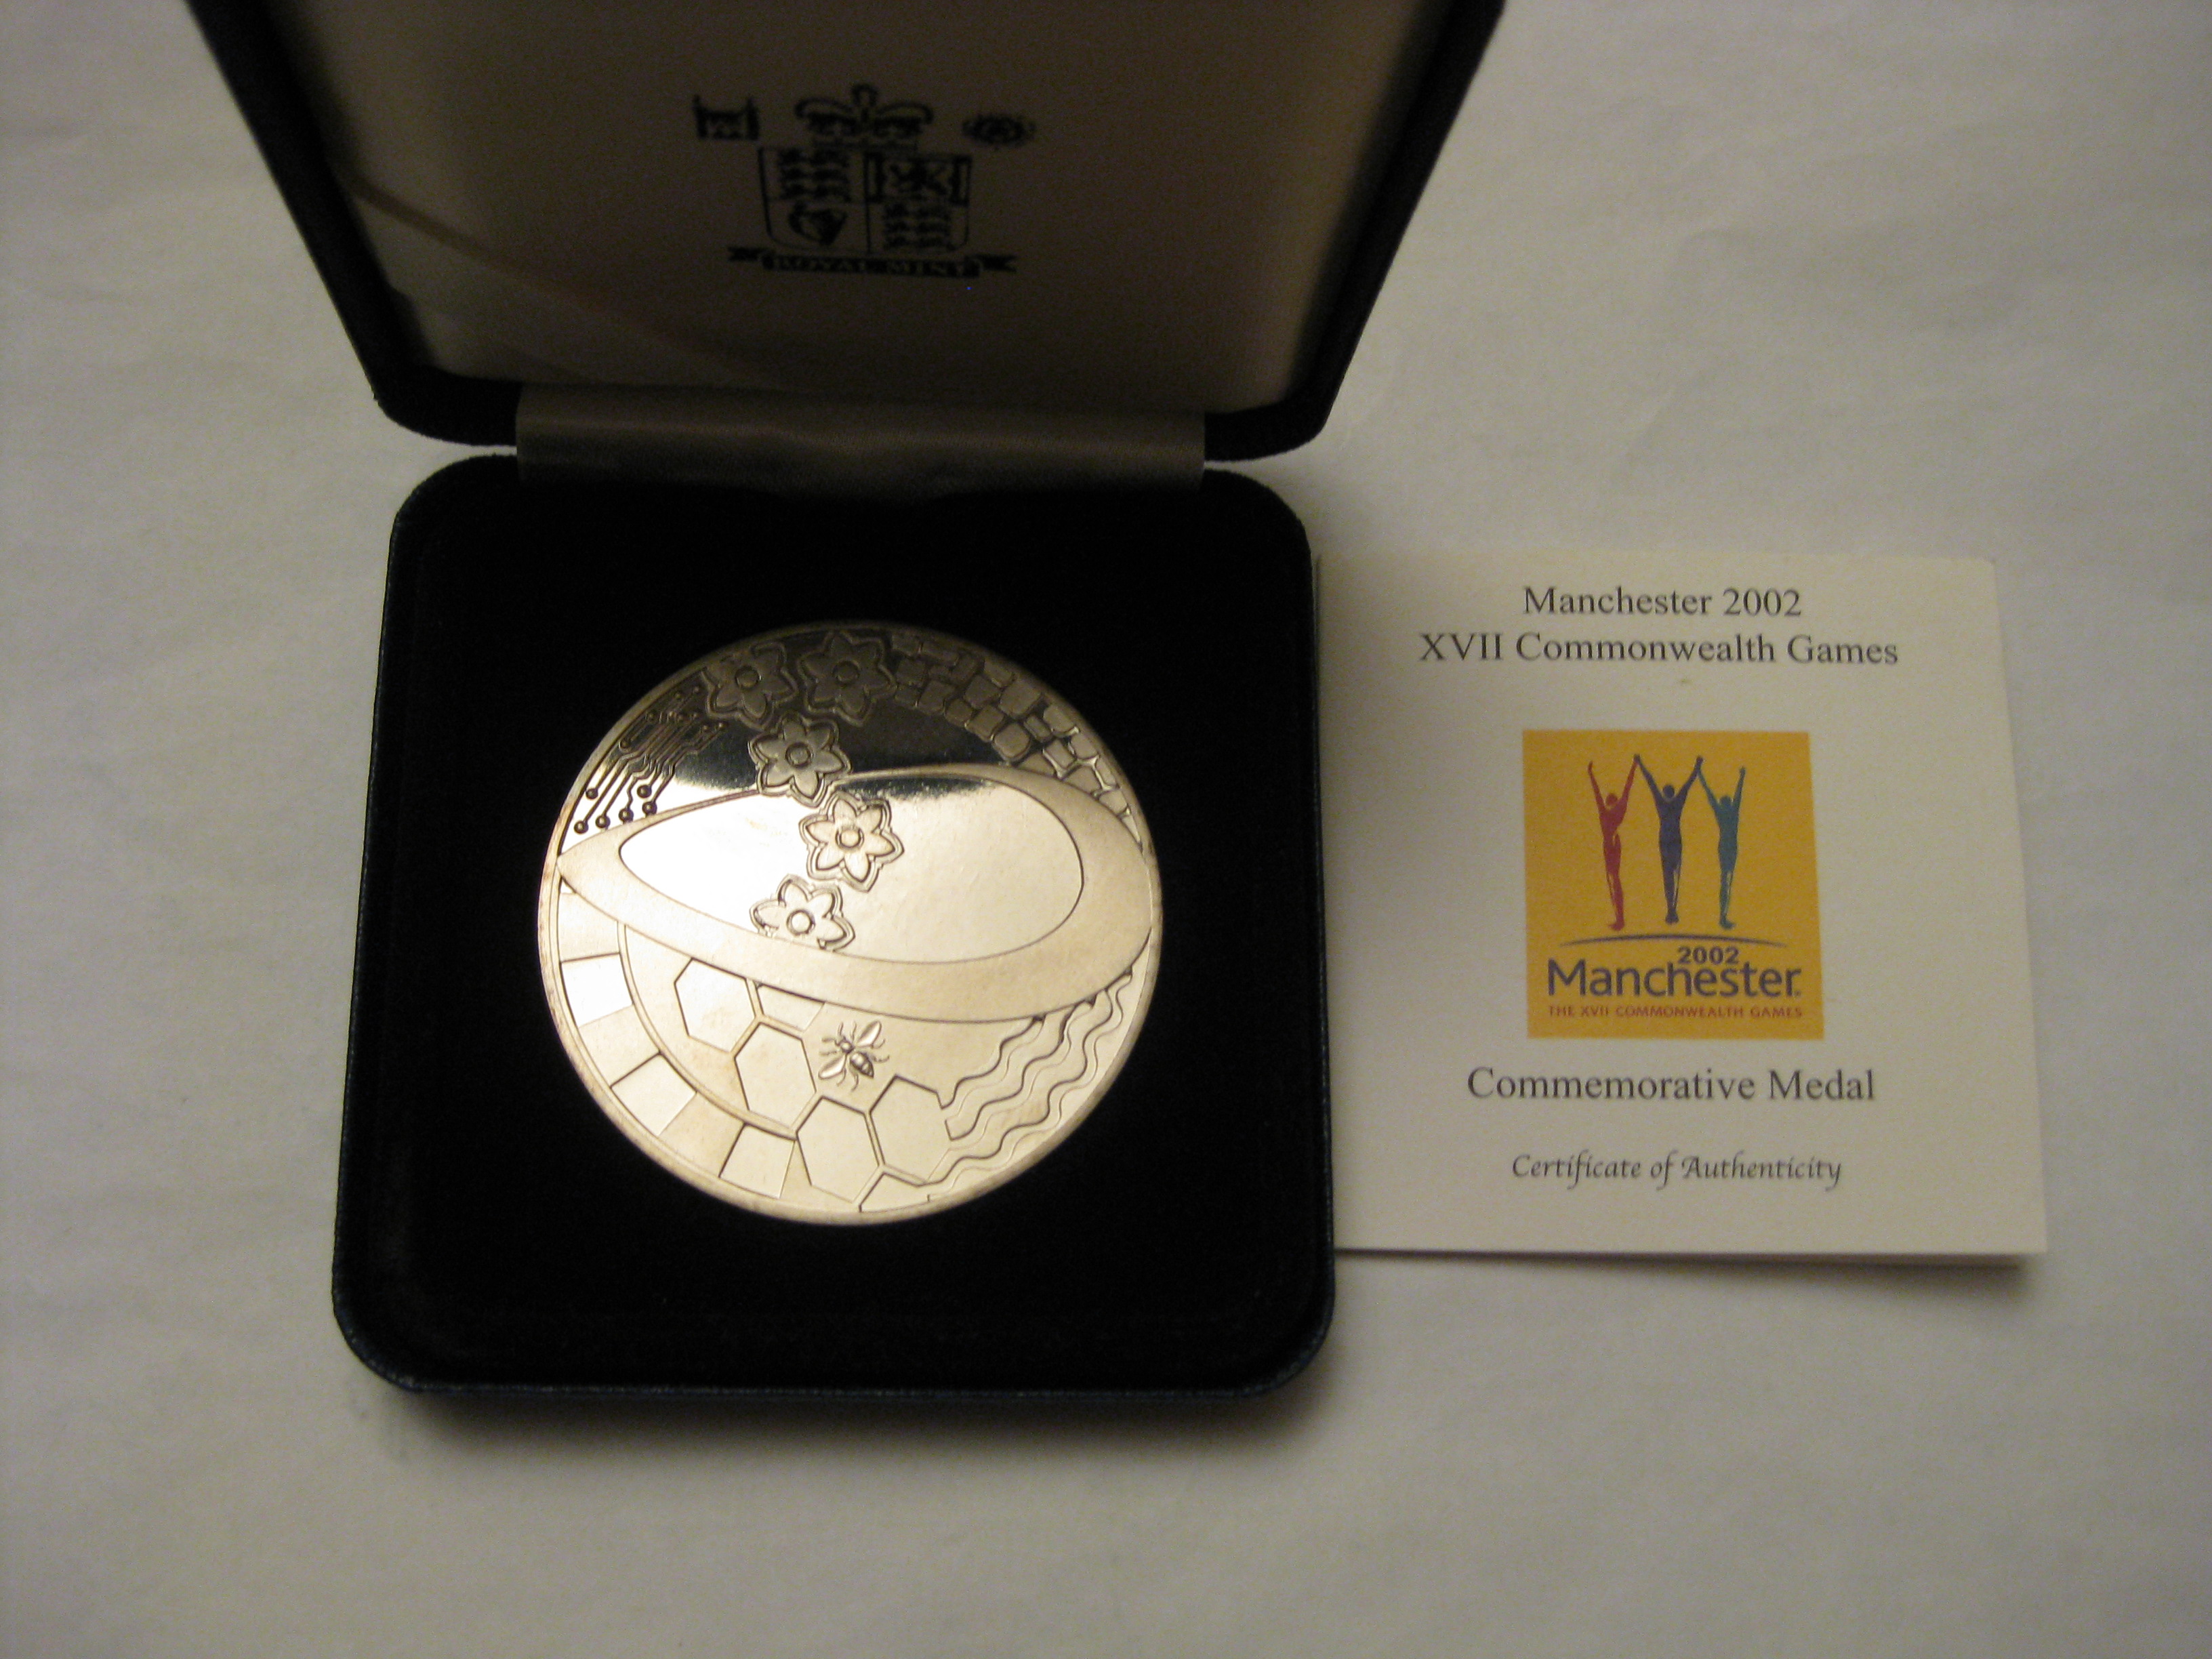 ROYAL MINT
Manchester 2002
XVII Commonwealth Games
2002
Manchester
THE XVII COMMONWEALTH GAMES
Commemorative Medal
Certificate of Authenticity